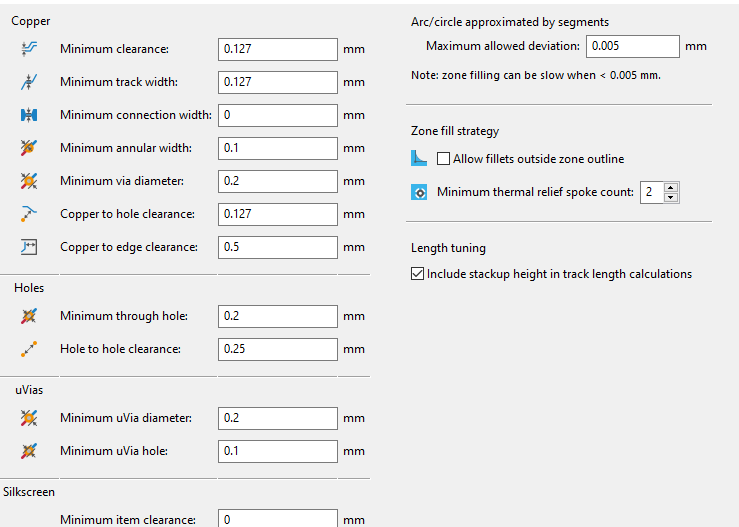 Copper
Minimum clearance: 0.127 mm
Minimum track width: 0.127 mm
Minimum connection width: 0 mm
Minimum annular width: 0.1 mm
Minimum via diameter: 0.2 mm
Copper to hole clearance: 0.127 mm
Copper to edge clearance: 0.5 mm
Holes
Minimum through hole: 0.2 mm
Hole to hole clearance: 0.25 mm
uVias
Minimum uVia diameter: 0.2 mm
Minimum uVia hole: 0.1 mm
Silkscreen
Minimum item clearance: 0 mm
Arc/circle approximated by segments
Maximum allowed deviation: 0.005 mm
Note: zone filling can be slow when < 0.005 mm.
Zone fill strategy
Allow fillets outside zone outline
Minimum thermal relief spoke count: 2
Length tuning
Include stackup height in track length calculations